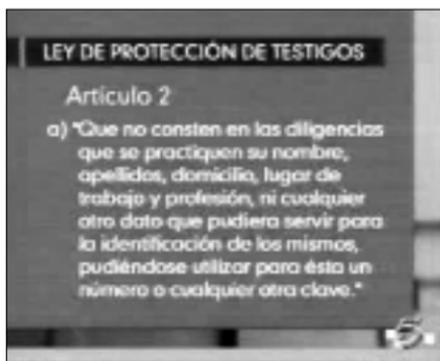 LEY DE PROTECCIÓN DE TESTIGOS
Artículo 2
a) "Que no consten en las diligencias
que se practiquen su nombre,
apellidos, domicilio, lugar de
trabajo y profesión, ni cualquier
otro dato que pudiera servir para
la identificación de los mismos,
pudiéndose utilizar para ésta un
número o cualquier otra clave."
5